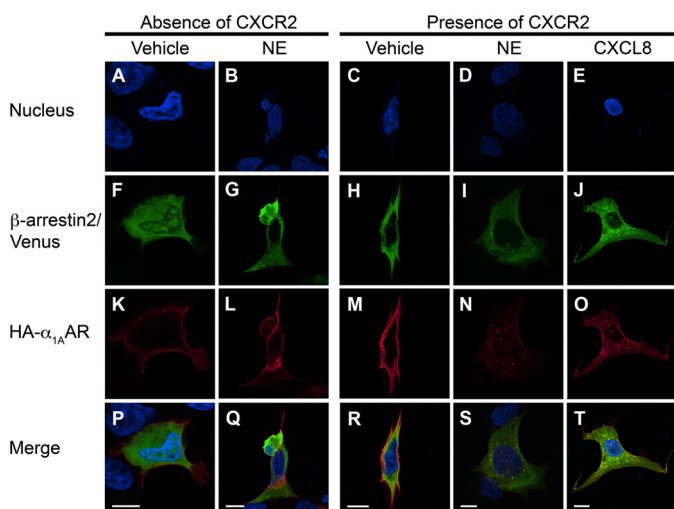 Absence of CXCR2 Presence of CXCR2
Vehicle NE Vehicle NE CXCL8
Nucleus A B C D E
β-arrestin2/
Venus F G H I J
HA-α1AAR K L M N O
Merge P Q R S T